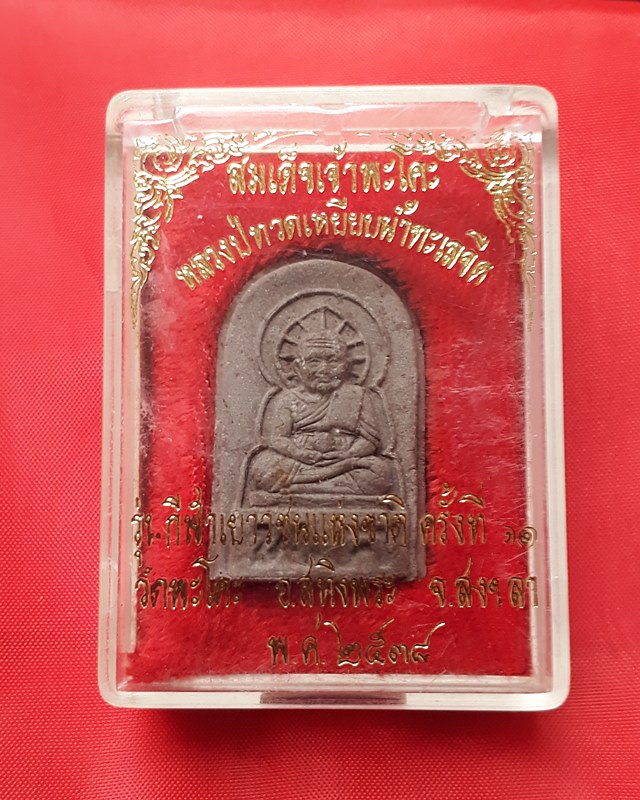 สมเด็จเจ้าพะโคะ
หลวงปู่ทวดเหยียบน้ำทะเลจืด
รุ่น.กีฬาเยาวชนแห่งชาติ ครั้งที่ ๑๑
วัดพะโคะ อ.สทิงพระ จ.สงขลา
พ.ศ.๒๕๓๘